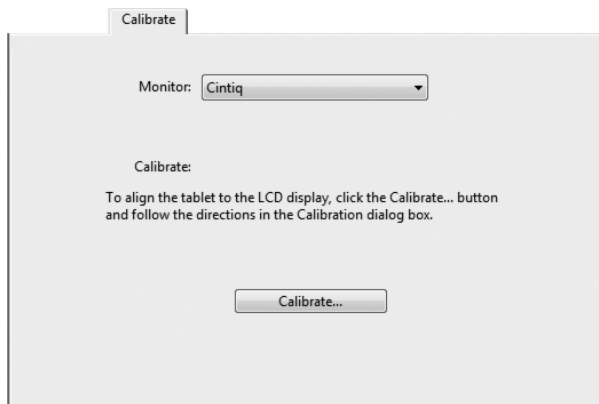 Calibrate
Monitor: Cintiq
Calibrate:
To align the tablet to the LCD display, click the Calibrate... button
and follow the directions in the Calibration dialog box.
Calibrate...